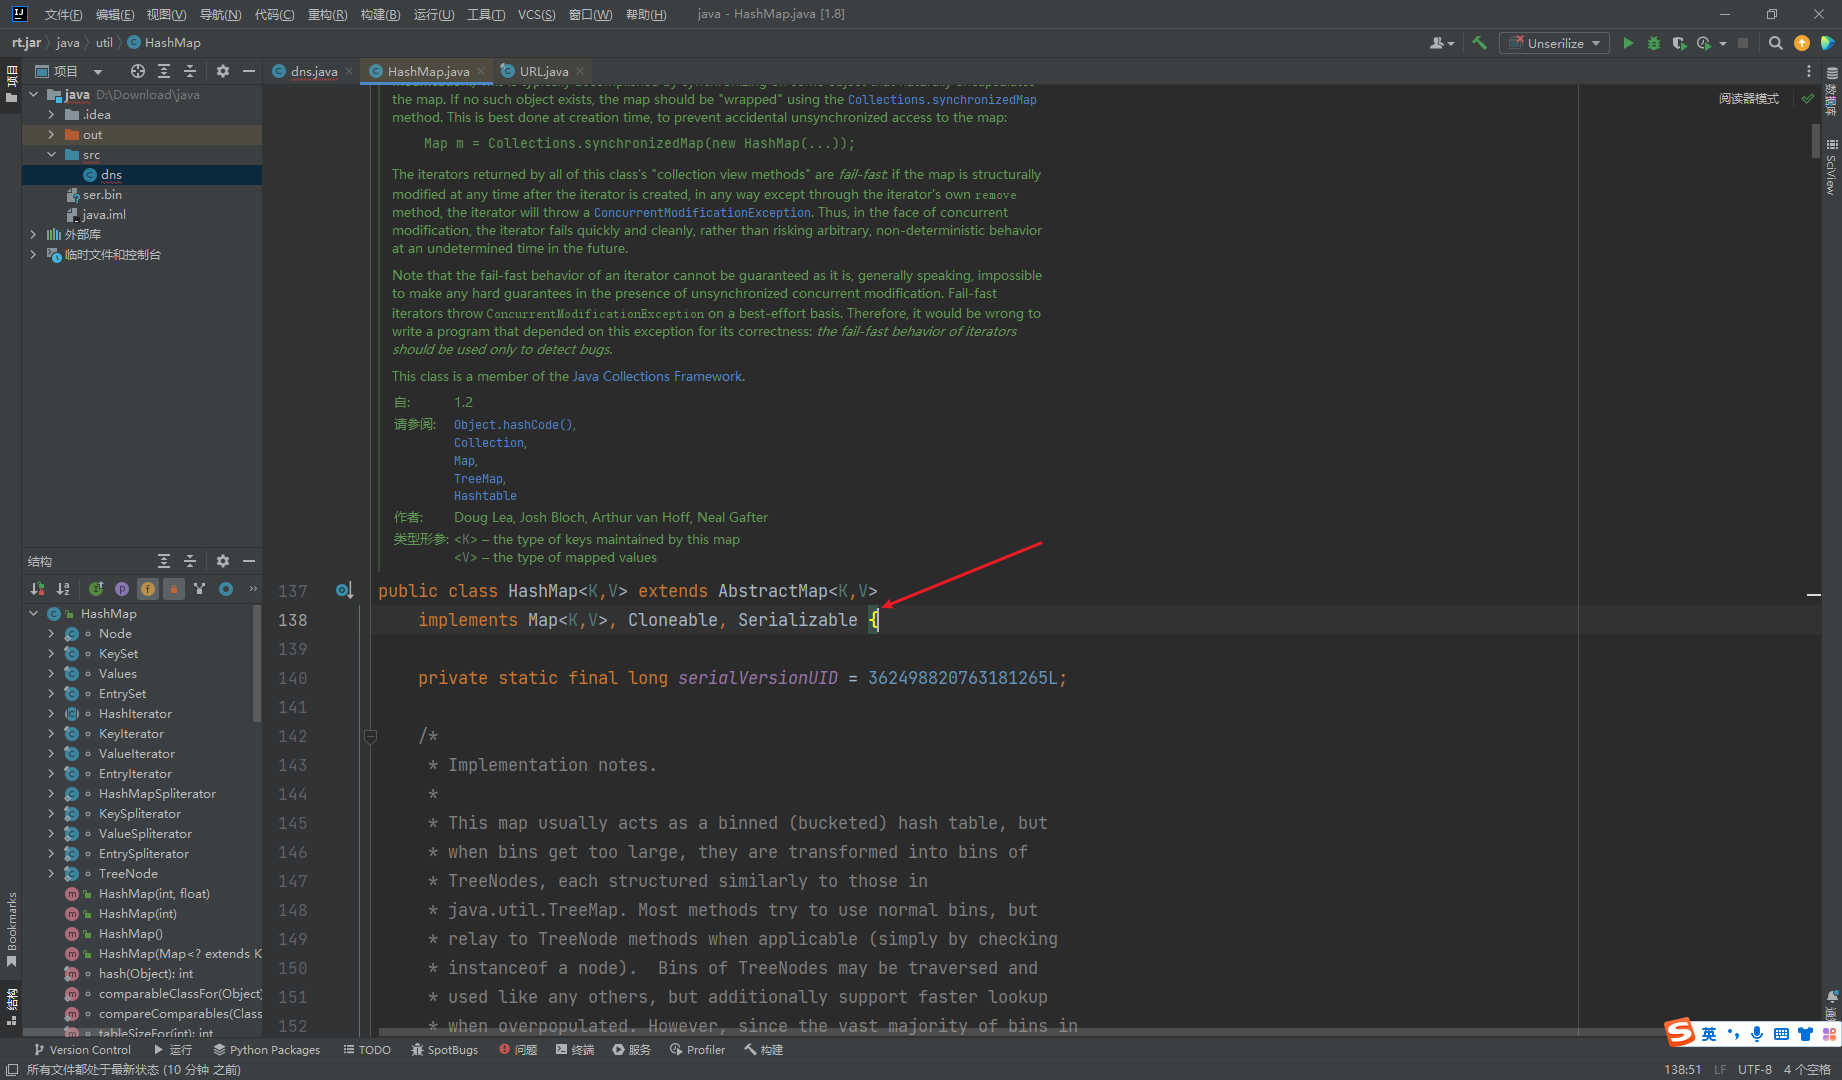 文件(F) 编辑(E) 视图(V) 导航(N) 代码(C) 重构(R) 构建(B) 运行(U) 工具(T) VCS(S) 窗口(W) 帮助(H) java - HashMap.java [1.8]
rt.jar java util HashMap
Unserilize
项目
项目
dns.java HashMap.java URL.java
java D:\Download\java
.idea
out
src
dns
ser.bin
java.iml
外部库
临时文件和控制台
the map. If no such object exists, the map should be "wrapped" using the Collections.synchronizedMap
method. This is best done at creation time, to prevent accidental unsynchronized access to the map:
Map m = Collections.synchronizedMap(new HashMap(...));
The iterators returned by all of this class's "collection view methods" are fail-fast: if the map is structurally
modified at any time after the iterator is created, in any way except through the iterator's own remove
method, the iterator will throw a ConcurrentModificationException. Thus, in the face of concurrent
modification, the iterator fails quickly and cleanly, rather than risking arbitrary, non-deterministic behavior
at an undetermined time in the future.
Note that the fail-fast behavior of an iterator cannot be guaranteed as it is, generally speaking, impossible
to make any hard guarantees in the presence of unsynchronized concurrent modification. Fail-fast
iterators throw ConcurrentModificationException on a best-effort basis. Therefore, it would be wrong to
write a program that depended on this exception for its correctness: the fail-fast behavior of iterators
should be used only to detect bugs.
This class is a member of the Java Collections Framework.
自: 1.2
请参阅: Object.hashCode(),
Collection,
Map,
TreeMap,
Hashtable
作者: Doug Lea, Josh Bloch, Arthur van Hoff, Neal Gafter
类型形参: <K> – the type of keys maintained by this map
<V> – the type of mapped values
阅读器模式
数据库
SciView
137 public class HashMap<K,V> extends AbstractMap<K,V>
138 implements Map<K,V>, Cloneable, Serializable {
139
140 private static final long serialVersionUID = 362498820763181265L;
141
142 /*
143 * Implementation notes.
144 *
145 * This map usually acts as a binned (bucketed) hash table, but
146 * when bins get too large, they are transformed into bins of
147 * TreeNodes, each structured similarly to those in
148 * java.util.TreeMap. Most methods try to use normal bins, but
149 * relay to TreeNode methods when applicable (simply by checking
150 * instanceof a node).  Bins of TreeNodes may be traversed and
151 * used like any others, but additionally support faster lookup
152 * when overpopulated. However, since the vast majority of bins in
结构
HashMap
Node
KeySet
Values
EntrySet
HashIterator
KeyIterator
ValueIterator
EntryIterator
HashMapSpliterator
KeySpliterator
ValueSpliterator
EntrySpliterator
TreeNode
HashMap(int, float)
HashMap(int)
HashMap()
HashMap(Map<? extends K
hash(Object): int
comparableClassFor(Object)
compareComparables(Class
tableSizeFor(int): int
Bookmarks
结构
英
Version Control 运行 Python Packages TODO SpotBugs 问题 终端 服务 Profiler 构建
所有文件都处于最新状态 (10 分钟 之前) 138:51 LF UTF-8 4 个空格